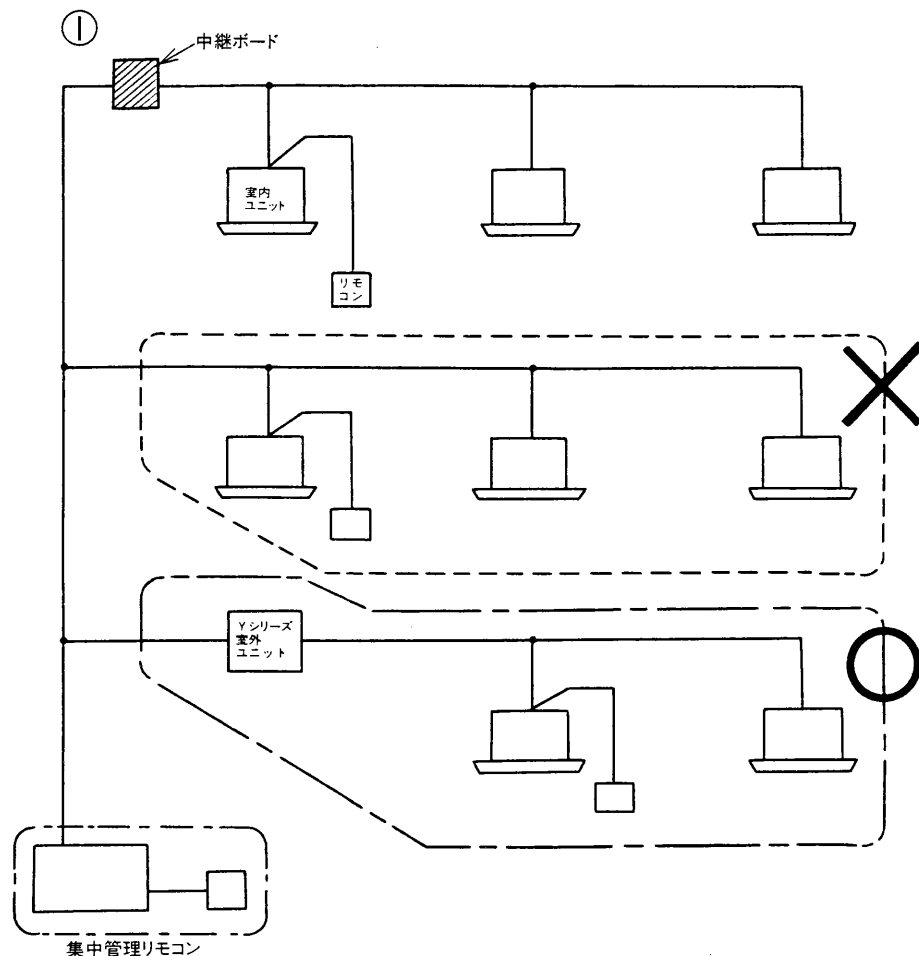 ①
中継ボード
室内
ユニット
リモ
コン
Yシリーズ
室外
ユニット
集中管理リモコン